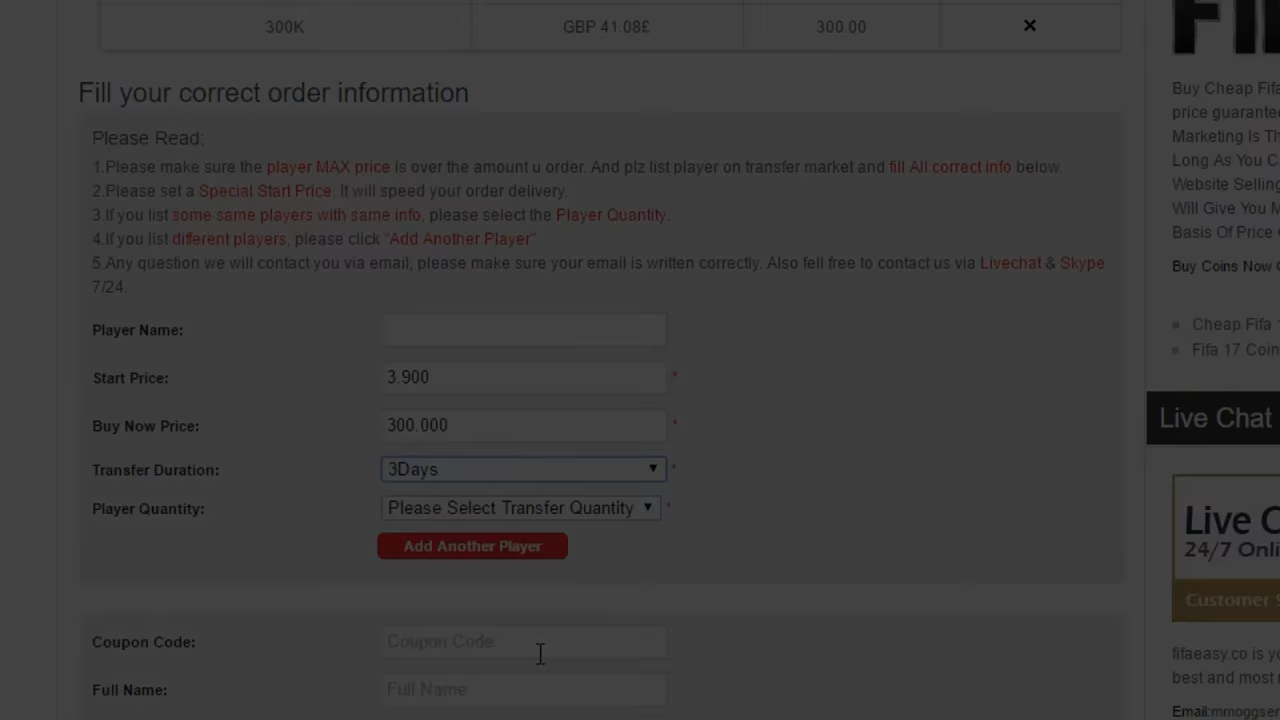 300K GBP 41.08£ 300.00 ×
Fill your correct order information
Please Read:
1.Please make sure the player MAX price is over the amount u order. And plz list player on transfer market and fill All correct info below.
2.Please set a Special Start Price. It will speed your order delivery.
3.If you list some same players with same info, please select the Player Quantity.
4.If you list different players, please click "Add Another Player"
5.Any question we will contact you via email, please make sure your email is written correctly. Also fell free to contact us via Livechat & Skype
7/24.
Player Name:
Start Price: 3.900 *
Buy Now Price: 300.000 *
Transfer Duration: 3Days *
Player Quantity: Please Select Transfer Quantity *
Add Another Player
Coupon Code: Coupon Code
Full Name: Full Name
Buy Cheap Fifa
price guarantee
Marketing Is Th
Long As You C
Website Selling
Will Give You M
Basis Of Price
Buy Coins Now
Cheap Fifa
Fifa 17 Coin
Live Chat
Live C
24/7 Onli
Customer S
fifaeasy.co is yo
best and most
Email:mmoggser